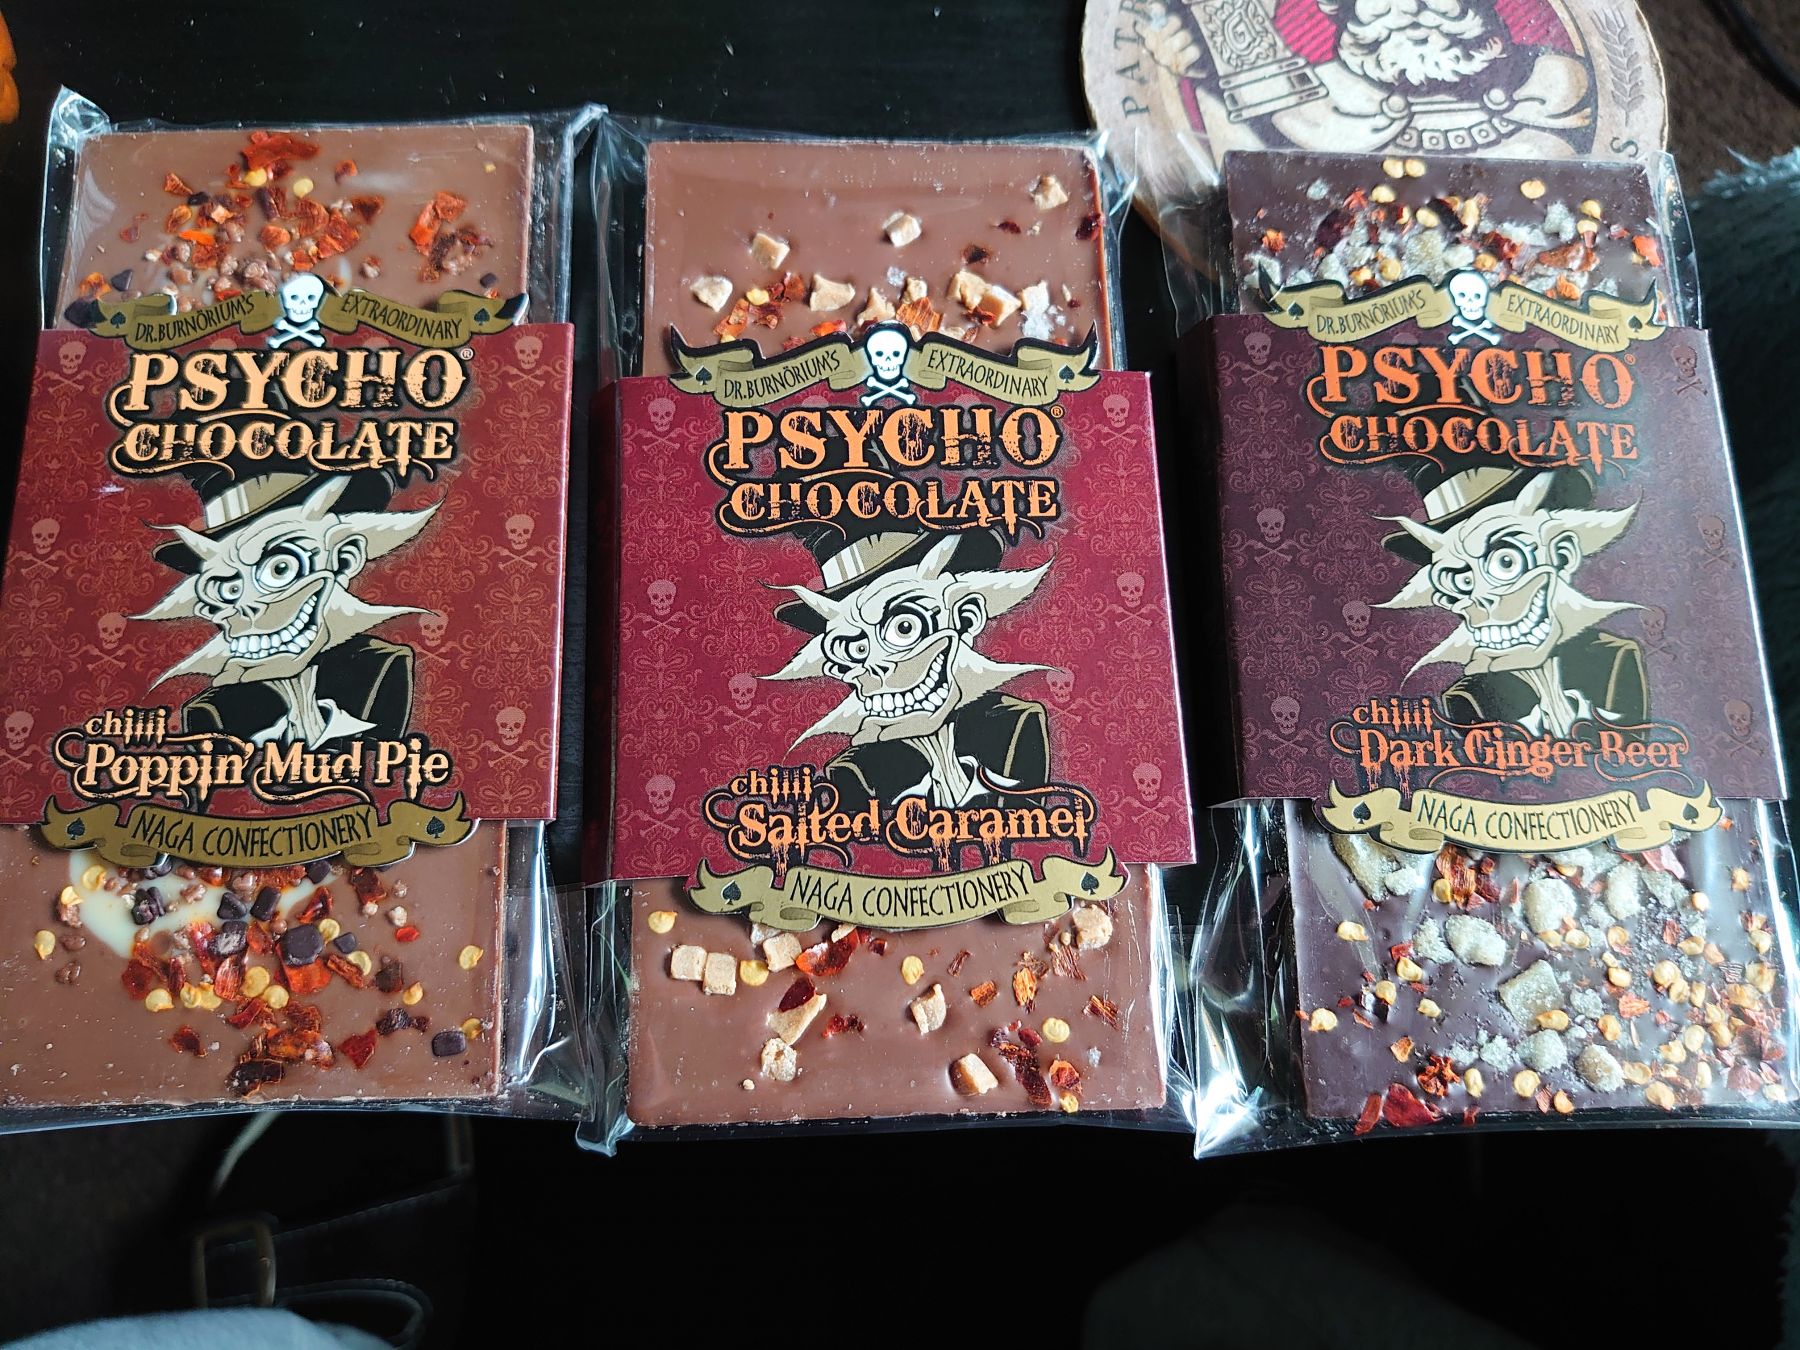 DR.BURNÖRIUM'S EXTRAORDINARY
PSYCHO®
CHOCOLATE
chilli
Poppin' Mud Pie
NAGA CONFECTIONERY
DR.BURNÖRIUM'S EXTRAORDINARY
PSYCHO®
CHOCOLATE
chilli
Salted Caramel
NAGA CONFECTIONERY
DR.BURNÖRIUM'S EXTRAORDINARY
PSYCHO®
CHOCOLATE
chilli
Dark Ginger Beer
NAGA CONFECTIONERY